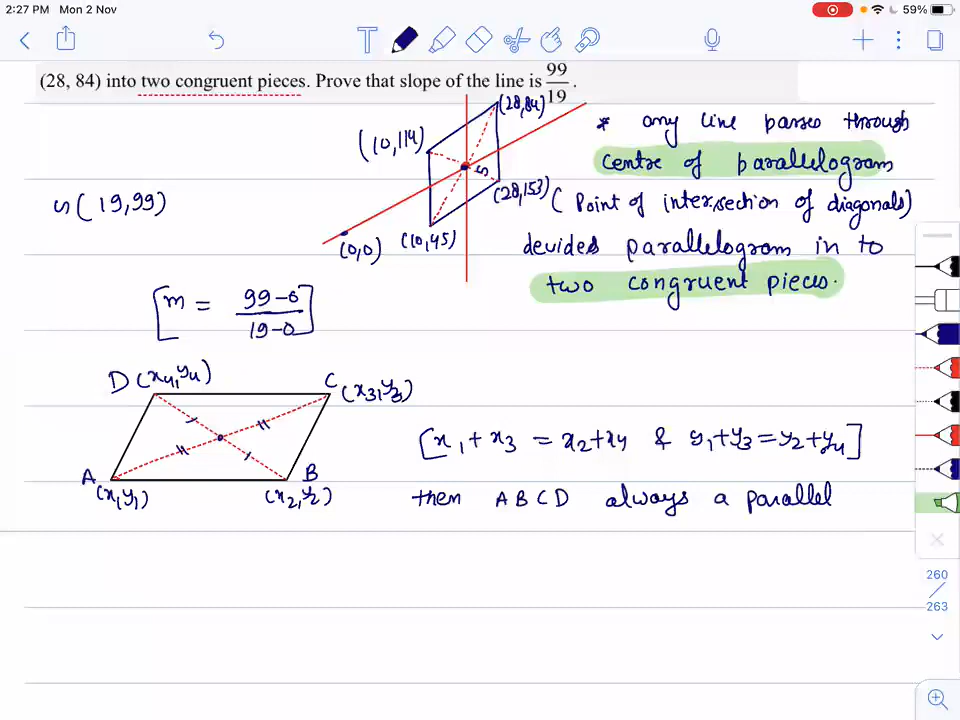 2:27 PM Mon 2 Nov
59%
(28, 84) into two congruent pieces. Prove that slope of the line is 99/19.
(28,84)
(10,114)
S
(28,153)
(10,45)
(0,0)
* any line passes through
centre of parallelogram
(Point of intersection of diagonals)
devided parallelogram in to
two congruent pieces.
S(19,99)
[m = 99-0/19-0]
D(x4,y4)
C(x3,y3)
A(x1,y1)
B(x2,y2)
[x1+x3 = x2+x4 & y1+y3=y2+y4]
then ABCD always a parallel
T
260
263